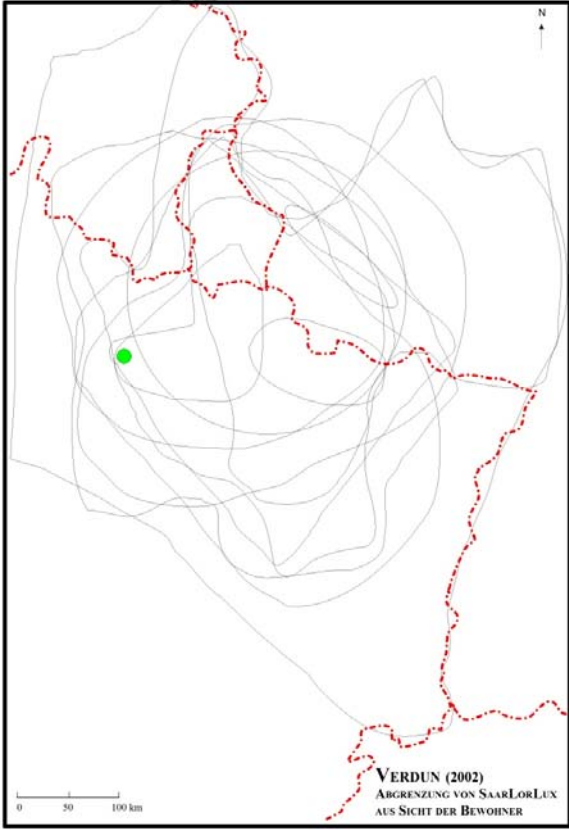 N
VERDUN (2002)
ABGRENZUNG VON SAARLORLUX
AUS SICHT DER BEWOHNER
0 50 100 km